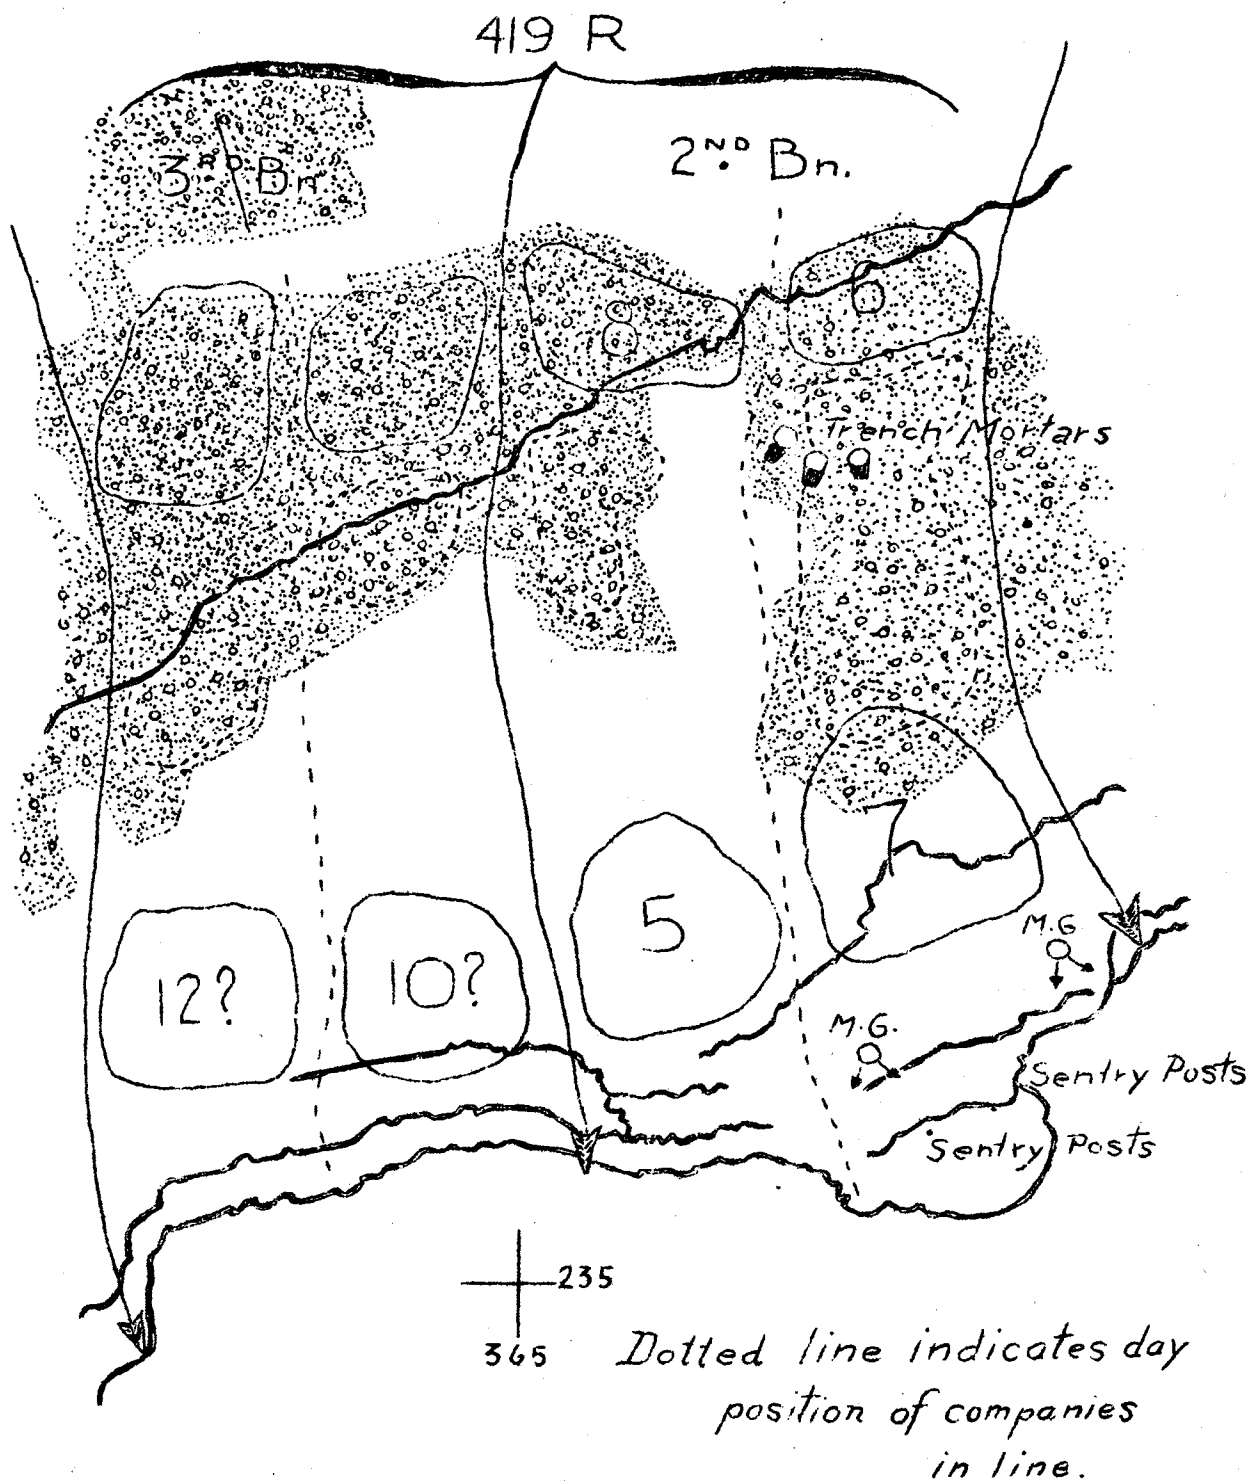 419 R
3RD Bn.
2ND Bn.
8
6
Trench Mortars
5
7
M.G.
12?
10?
M.G.
Sentry Posts
Sentry Posts
235
365
Dotted line indicates day
position of companies
in line.